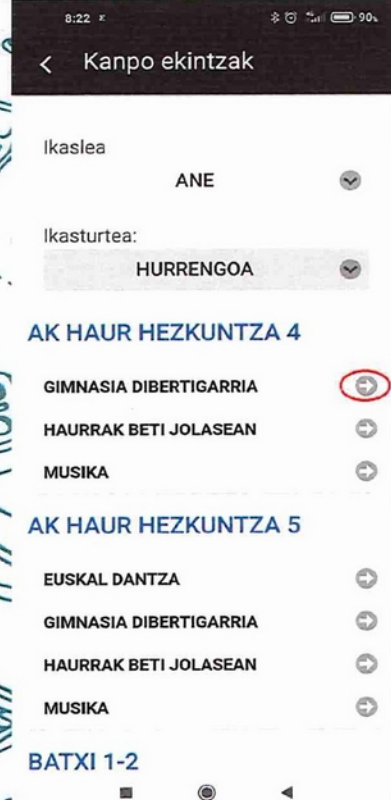 8:22
90%
Kanpo ekintzak
Ikaslea
ANE
Ikasturtea:
HURRENGOA
AK HAUR HEZKUNTZA 4
GIMNASIA DIBERTIGARRIA
HAURRAK BETI JOLASEAN
MUSIKA
AK HAUR HEZKUNTZA 5
EUSKAL DANTZA
GIMNASIA DIBERTIGARRIA
HAURRAK BETI JOLASEAN
MUSIKA
BATXI 1-2